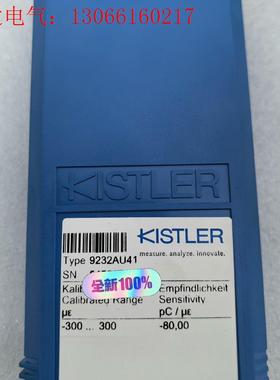 电气：13066160217
KISTLER
KISTLER
measure. analyze. innovate.
Type 9232AU41
SN
全新100%
Empfindlichkeit
Calibrated Range Sensitivity
µε pC / µε
-300 ... 300 -80,00